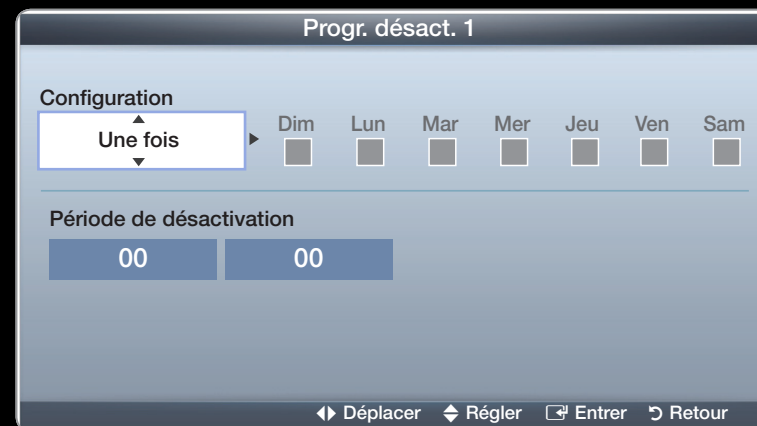 Progr. désact. 1
Configuration
Une fois
Dim Lun Mar Mer Jeu Ven Sam
Période de désactivation
00 00
Déplacer Régler Entrer Retour